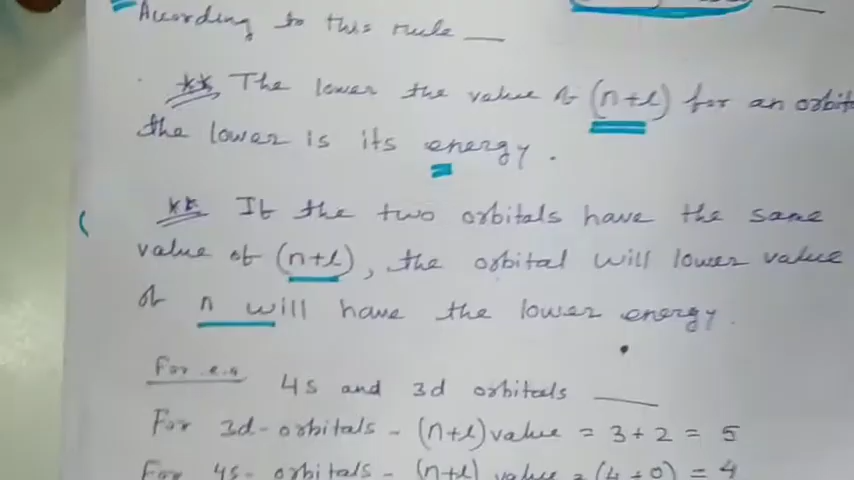 According to this rule —
** The lower the value of (n+l) for an orbit
the lower is its energy.
** If the two orbitals have the same
value of (n+l), the orbital will lower value
of n will have the lower energy.
For e.g 4s and 3d orbitals —
For 3d-orbitals - (n+l) value = 3+2 = 5
For 4s- orbitals - (n+l) value = (4+0) = 4